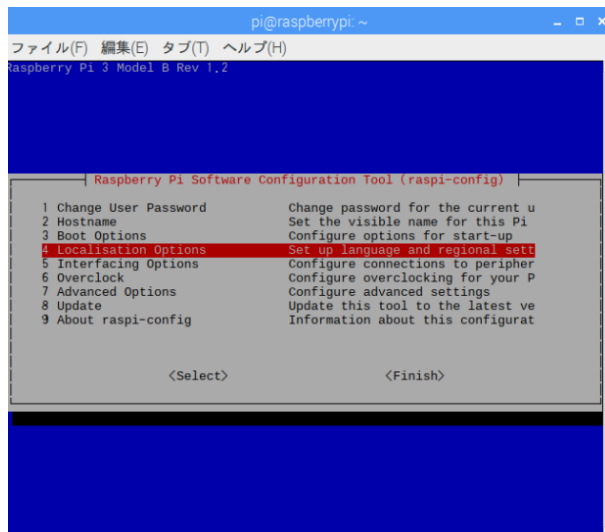 pi@raspberrypi: ~
ファイル(F) 編集(E) タブ(T) ヘルプ(H)
Raspberry Pi 3 Model B Rev 1.2
Raspberry Pi Software Configuration Tool (raspi-config)
1 Change User Password Change password for the current u
2 Hostname Set the visible name for this Pi
3 Boot Options Configure options for start-up
4 Localisation Options Set up language and regional sett
5 Interfacing Options Configure connections to peripher
6 Overclock Configure overclocking for your P
7 Advanced Options Configure advanced settings
8 Update Update this tool to the latest ve
9 About raspi-config Information about this configurat
<Select> <Finish>